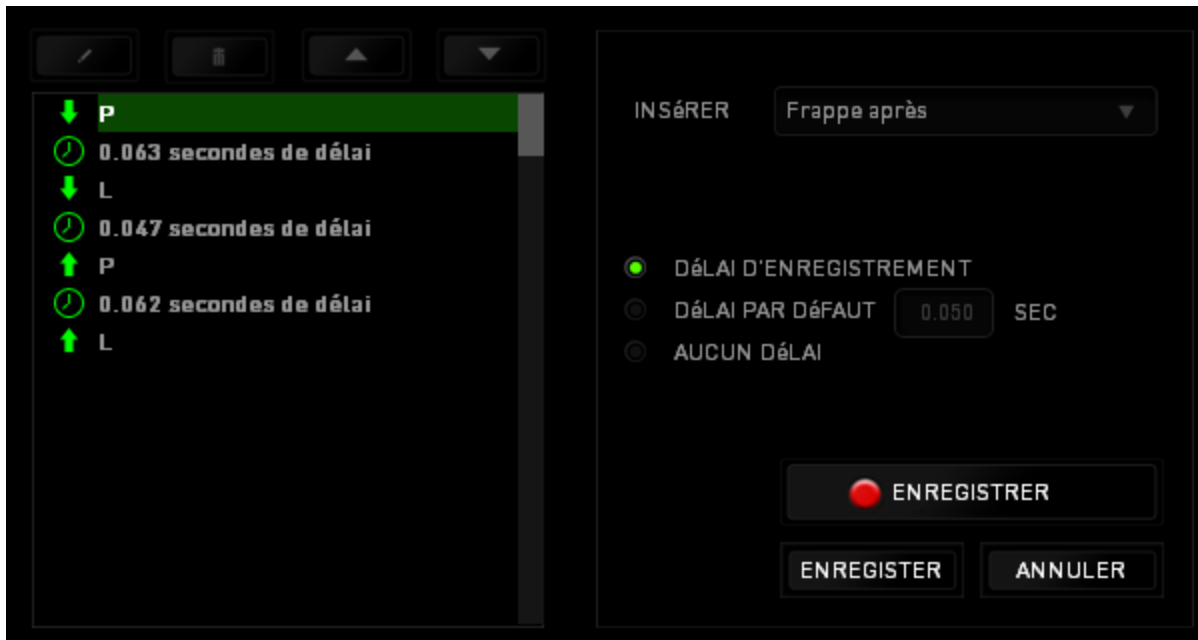 P
0.063 secondes de délai
L
0.047 secondes de délai
P
0.062 secondes de délai
L
INSéRER Frappe après
DéLAI D'ENREGISTREMENT
DéLAI PAR DéFAUT 0.050 SEC
AUCUN DéLAI
ENREGISTRER
ENREGISTER ANNULER